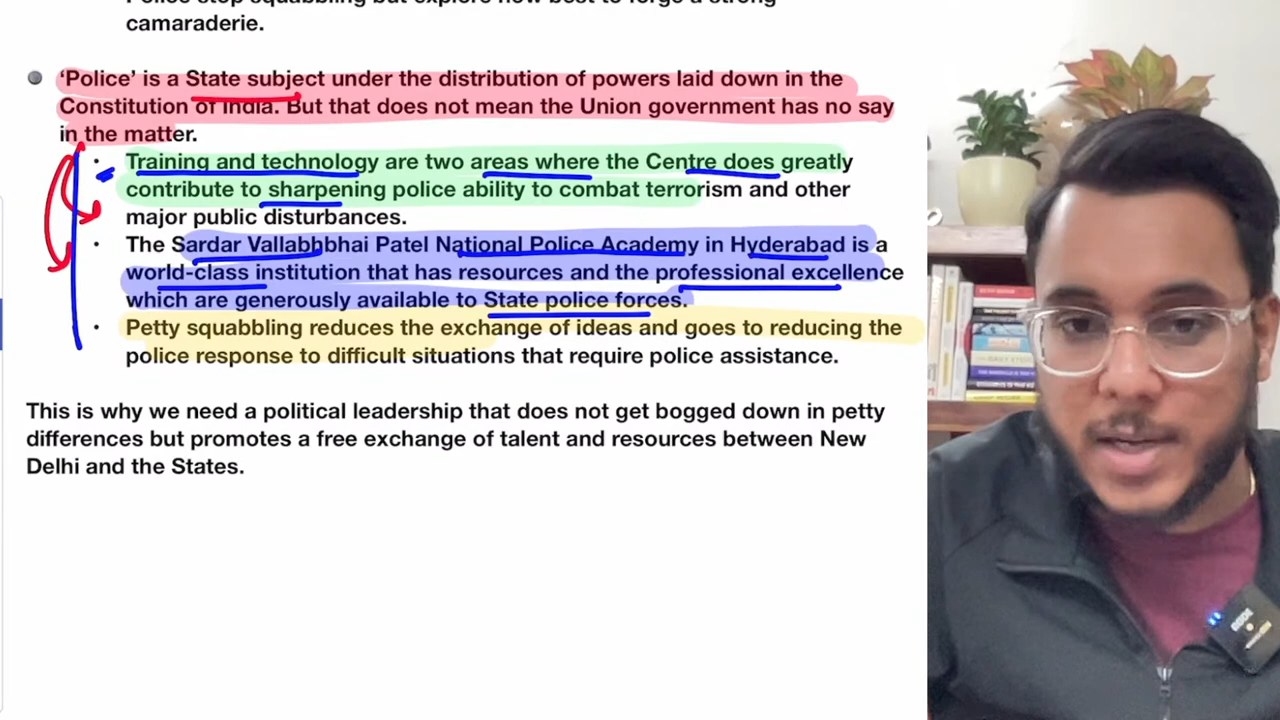 camaraderie.
'Police' is a State subject under the distribution of powers laid down in the
Constitution of India. But that does not mean the Union government has no say
in the matter.
Training and technology are two areas where the Centre does greatly
contribute to sharpening police ability to combat terrorism and other
major public disturbances.
The Sardar Vallabhbhai Patel National Police Academy in Hyderabad is a
world-class institution that has resources and the professional excellence
which are generously available to State police forces.
Petty squabbling reduces the exchange of ideas and goes to reducing the
police response to difficult situations that require police assistance.
This is why we need a political leadership that does not get bogged down in petty
differences but promotes a free exchange of talent and resources between New
Delhi and the States.